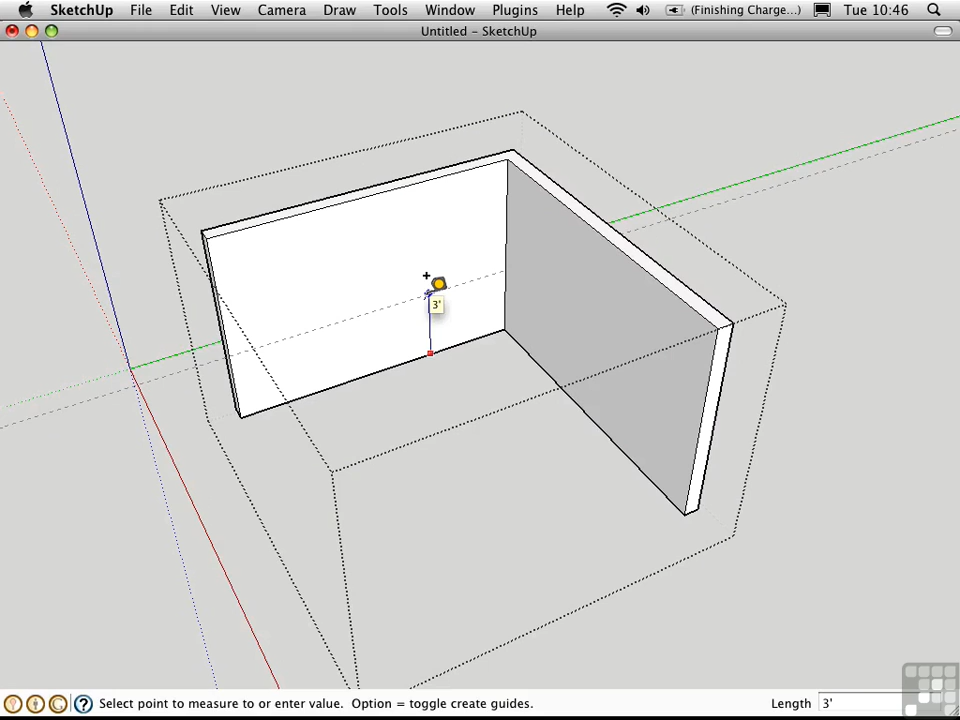 SketchUp File Edit View Camera Draw Tools Window Plugins Help (Finishing Charge...) Tue 10:46
Untitled – SketchUp
3'
Select point to measure to or enter value. Option = toggle create guides. Length 3'